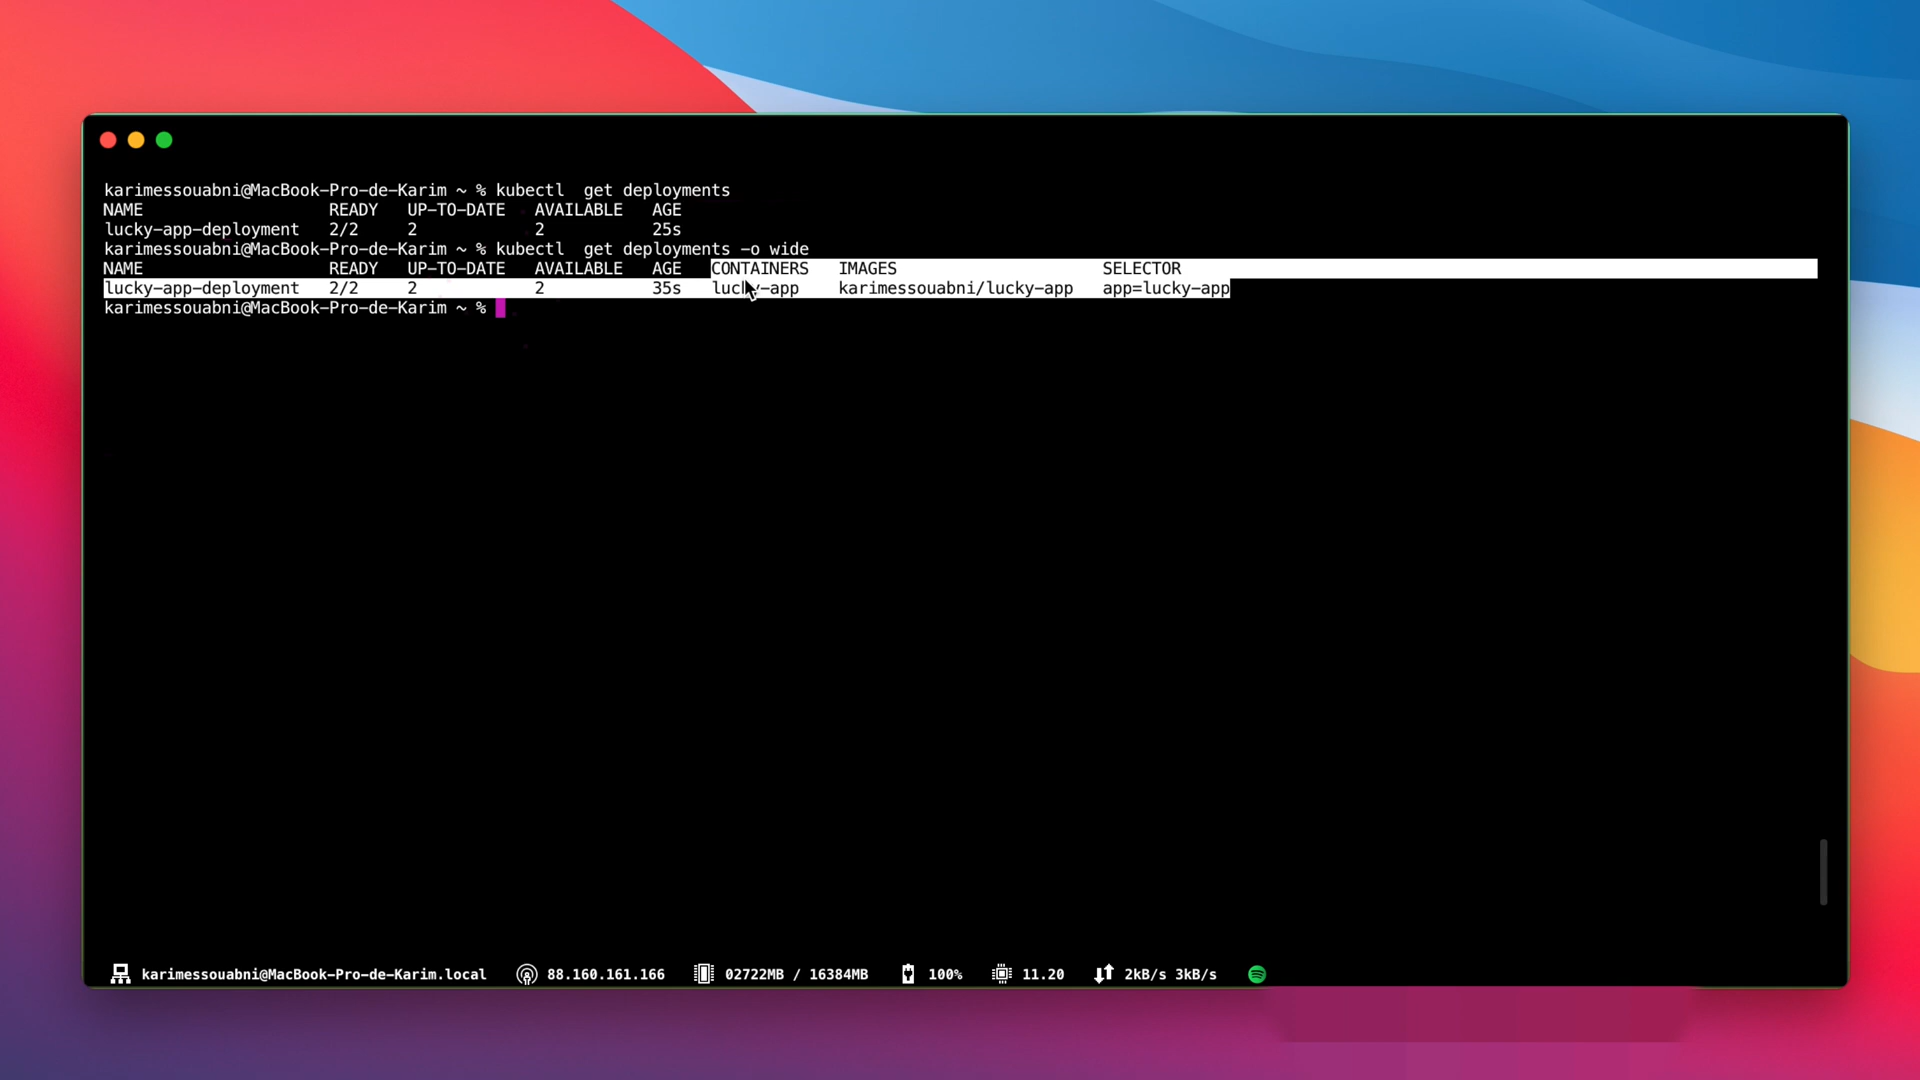 karimessouabni@MacBook-Pro-de-Karim ~ % kubectl  get deployments
NAME                   READY   UP-TO-DATE   AVAILABLE   AGE
lucky-app-deployment   2/2     2            2           25s
karimessouabni@MacBook-Pro-de-Karim ~ % kubectl  get deployments -o wide
NAME                   READY   UP-TO-DATE   AVAILABLE   AGE   CONTAINERS   IMAGES                     SELECTOR
lucky-app-deployment   2/2     2            2           35s   lucky-app    karimessouabni/lucky-app   app=lucky-app
karimessouabni@MacBook-Pro-de-Karim ~ %
karimessouabni@MacBook-Pro-de-Karim.local 88.160.161.166 02722MB / 16384MB 100% 11.20 2kB/s 3kB/s